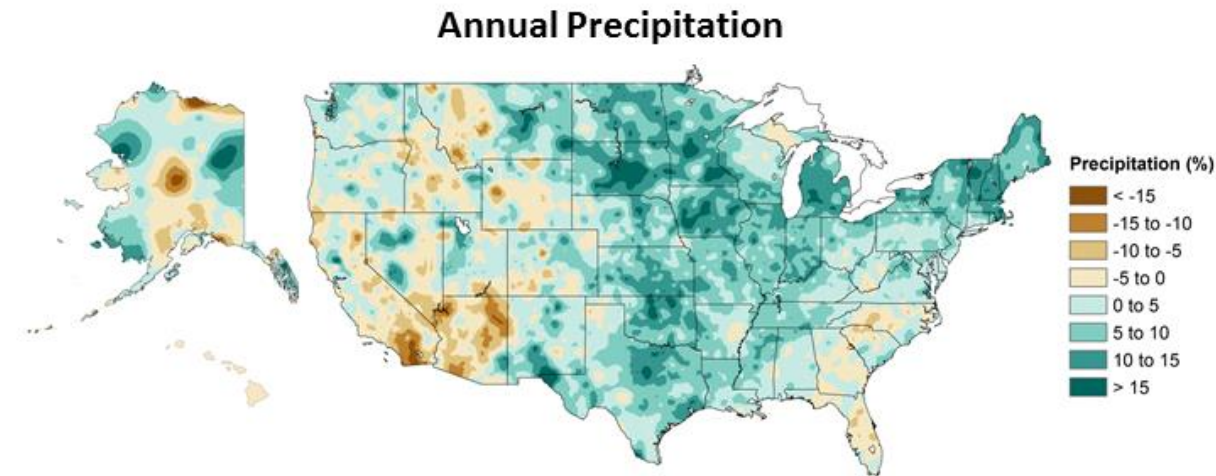 Annual Precipitation
Precipitation (%)
< -15
-15 to -10
-10 to -5
-5 to 0
0 to 5
5 to 10
10 to 15
> 15